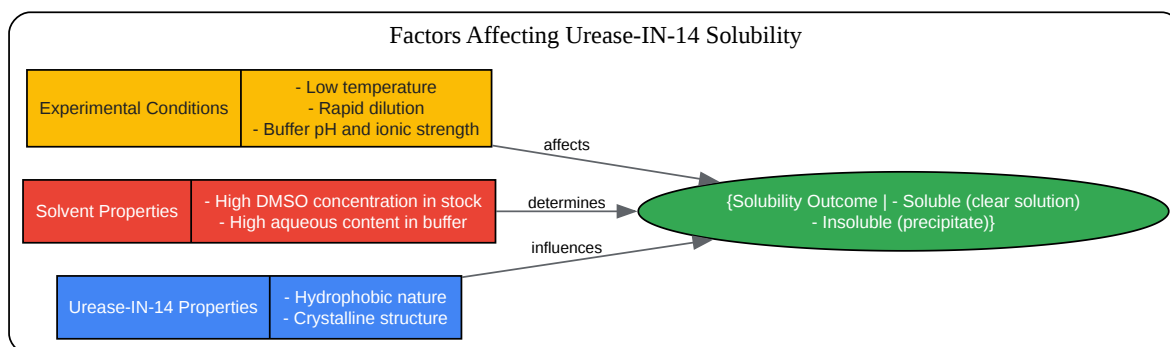 Factors Affecting Urease-IN-14 Solubility
Experimental Conditions
- Low temperature
- Rapid dilution
- Buffer pH and ionic strength
affects
Solvent Properties
- High DMSO concentration in stock
- High aqueous content in buffer
determines
{Solubility Outcome | - Soluble (clear solution)
- Insoluble (precipitate)}
influences
Urease-IN-14 Properties
- Hydrophobic nature
- Crystalline structure